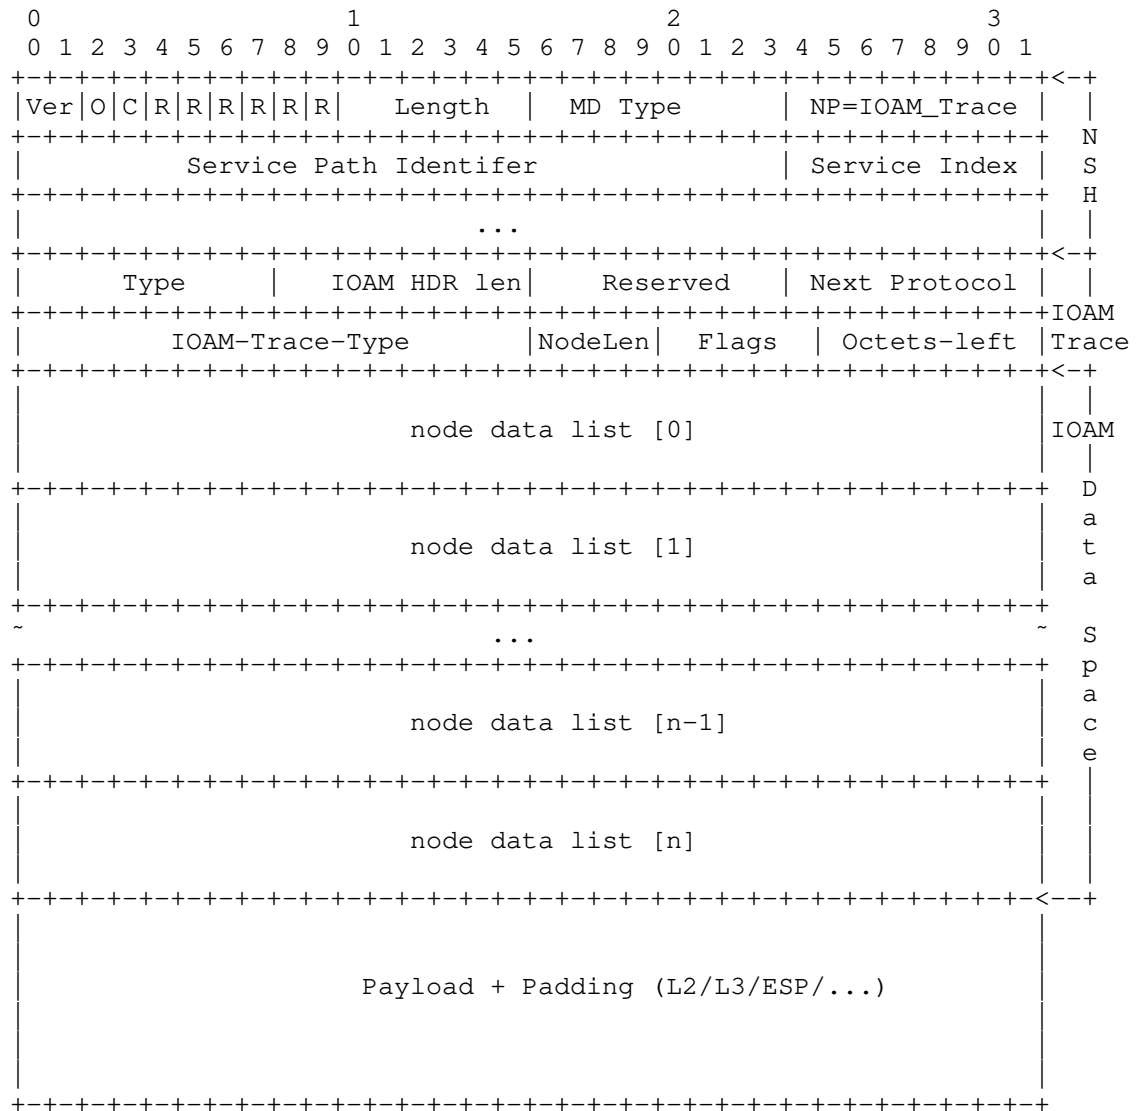 0                   1                   2                   3
 0 1 2 3 4 5 6 7 8 9 0 1 2 3 4 5 6 7 8 9 0 1 2 3 4 5 6 7 8 9 0 1
+-+-+-+-+-+-+-+-+-+-+-+-+-+-+-+-+-+-+-+-+-+-+-+-+-+-+-+-+-+-+-+-+<-+
|Ver|O|C|R|R|R|R|R|R|   Length  |  MD Type      | NP=IOAM_Trace |  |
+-+-+-+-+-+-+-+-+-+-+-+-+-+-+-+-+-+-+-+-+-+-+-+-+-+-+-+-+-+-+-+-+  N
|          Service Path Identifer               | Service Index |  S
+-+-+-+-+-+-+-+-+-+-+-+-+-+-+-+-+-+-+-+-+-+-+-+-+-+-+-+-+-+-+-+-+  H
|                            ...                                |  |
+-+-+-+-+-+-+-+-+-+-+-+-+-+-+-+-+-+-+-+-+-+-+-+-+-+-+-+-+-+-+-+-+<-+
|      Type     |   IOAM HDR len|    Reserved   | Next Protocol |  |
+-+-+-+-+-+-+-+-+-+-+-+-+-+-+-+-+-+-+-+-+-+-+-+-+-+-+-+-+-+-+-+-+IOAM
|         IOAM-Trace-Type       |NodeLen|  Flags  | Octets-left |Trace
+-+-+-+-+-+-+-+-+-+-+-+-+-+-+-+-+-+-+-+-+-+-+-+-+-+-+-+-+-+-+-+-+<-+
|                                                               |  |
|                        node data list [0]                     |IOAM
|                                                               |  |
+-+-+-+-+-+-+-+-+-+-+-+-+-+-+-+-+-+-+-+-+-+-+-+-+-+-+-+-+-+-+-+-+  D
|                                                               |  a
|                        node data list [1]                     |  t
|                                                               |  a
+-+-+-+-+-+-+-+-+-+-+-+-+-+-+-+-+-+-+-+-+-+-+-+-+-+-+-+-+-+-+-+-+
~                             ...                               ~  S
+-+-+-+-+-+-+-+-+-+-+-+-+-+-+-+-+-+-+-+-+-+-+-+-+-+-+-+-+-+-+-+-+  p
|                                                               |  a
|                        node data list [n-1]                   |  c
|                                                               |  e
+-+-+-+-+-+-+-+-+-+-+-+-+-+-+-+-+-+-+-+-+-+-+-+-+-+-+-+-+-+-+-+-+  |
|                                                               |  |
|                        node data list [n]                     |  |
|                                                               |  |
+-+-+-+-+-+-+-+-+-+-+-+-+-+-+-+-+-+-+-+-+-+-+-+-+-+-+-+-+-+-+-+-<--+
|                                                               |
|                                                               |
|                     Payload + Padding (L2/L3/ESP/...)         |
|                                                               |
|                                                               |
|                                                               |
+-+-+-+-+-+-+-+-+-+-+-+-+-+-+-+-+-+-+-+-+-+-+-+-+-+-+-+-+-+-+-+-+